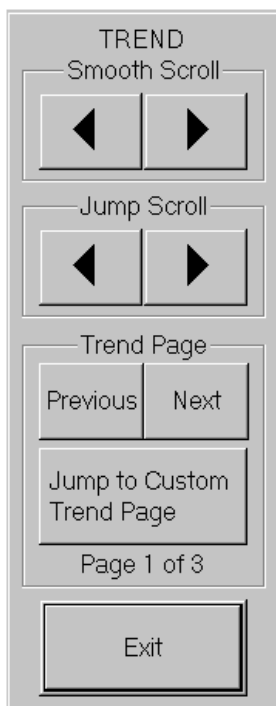 TREND
Smooth Scroll
Jump Scroll
Trend Page
Previous Next
Jump to Custom
Trend Page
Page 1 of 3
Exit